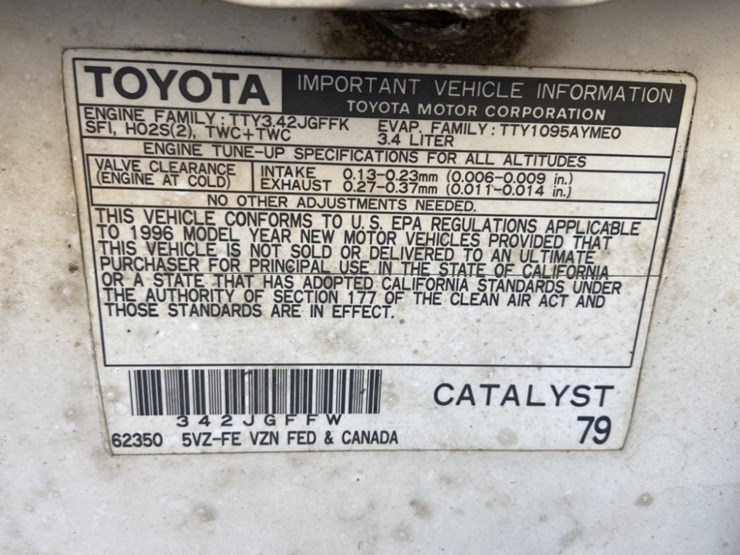 TOYOTA IMPORTANT VEHICLE INFORMATION
TOYOTA MOTOR CORPORATION
ENGINE FAMILY : TTY3.42JGFFK EVAP. FAMILY : TTY1095AYMEO
SFI, HO2S(2), TWC+TWC 3.4 LITER
ENGINE TUNE-UP SPECIFICATIONS FOR ALL ALTITUDES
VALVE CLEARANCE INTAKE 0.13-0.23mm (0.006-0.009 in.)
(ENGINE AT COLD) EXHAUST 0.27-0.37mm (0.011-0.014 in.)
NO OTHER ADJUSTMENTS NEEDED.
THIS VEHICLE CONFORMS TO U.S. EPA REGULATIONS APPLICABLE
TO 1996 MODEL YEAR NEW MOTOR VEHICLES PROVIDED THAT
THIS VEHICLE IS NOT SOLD OR DELIVERED TO AN ULTIMATE
PURCHASER FOR PRINCIPAL USE IN THE STATE OF CALIFORNIA
OR A STATE THAT HAS ADOPTED CALIFORNIA STANDARDS UNDER
THE AUTHORITY OF SECTION 177 OF THE CLEAN AIR ACT AND
THOSE STANDARDS ARE IN EFFECT.
CATALYST
342JGFFW
62350 5VZ-FE VZN FED & CANADA 79